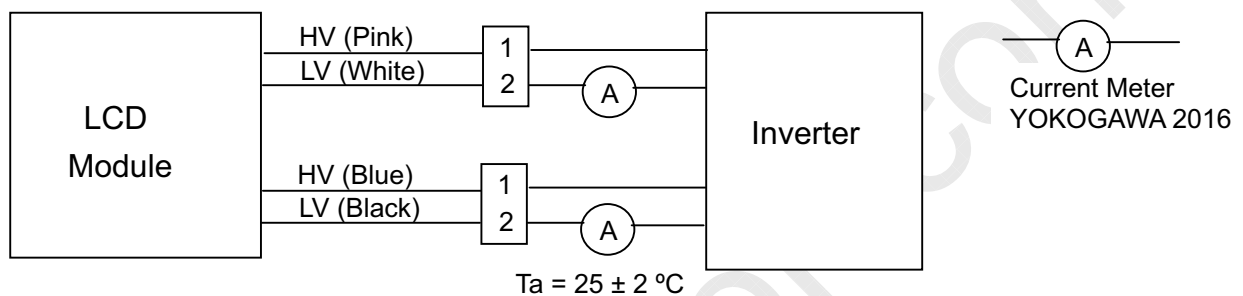 LCD
Module
HV (Pink)
LV (White)
1
2
A
HV (Blue)
LV (Black)
1
2
A
Inverter
A
Current Meter
YOKOGAWA 2016
Ta = 25 ± 2 ºC